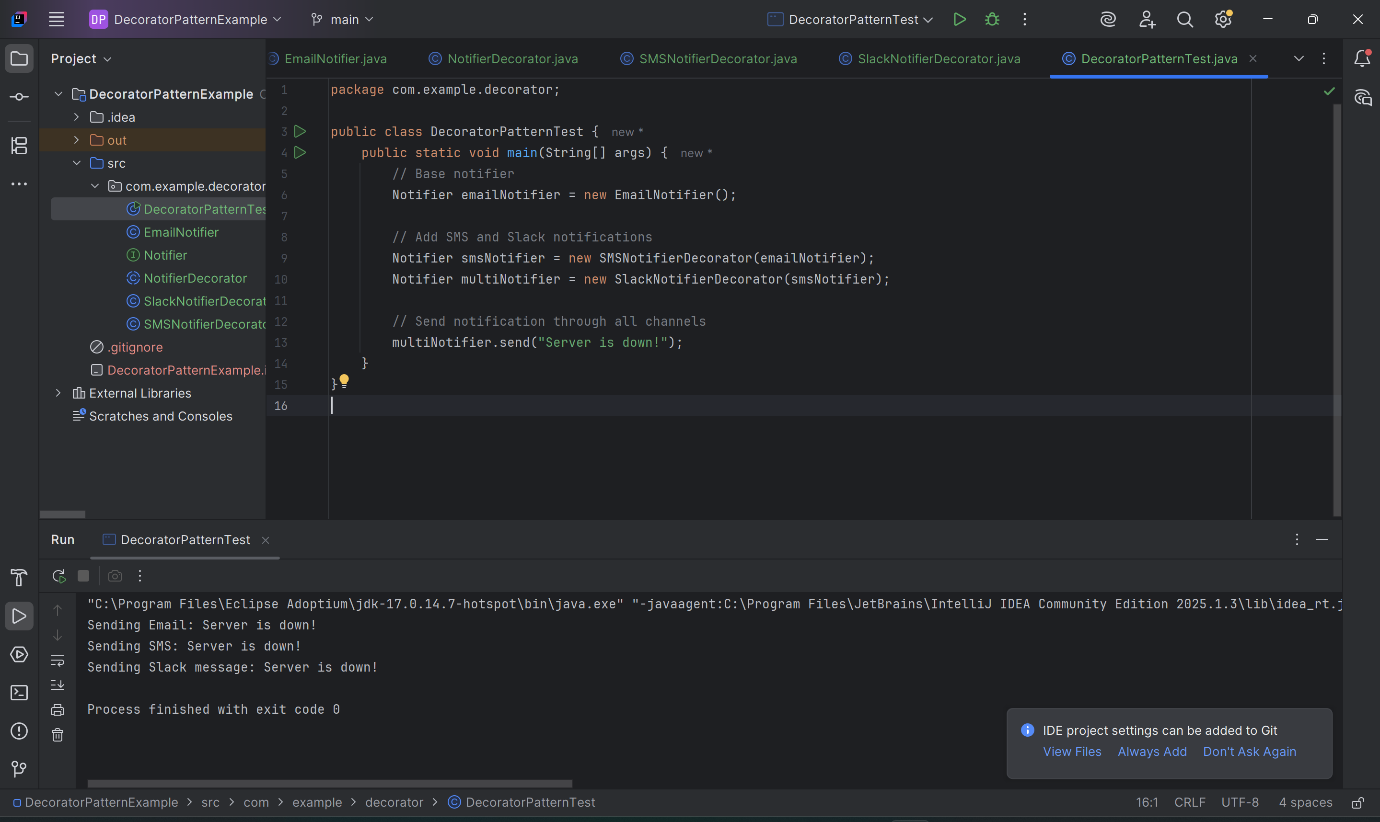 DP DecoratorPatternExample main DecoratorPatternTest
Project
EmailNotifier.java NotifierDecorator.java SMSNotifierDecorator.java SlackNotifierDecorator.java DecoratorPatternTest.java
DecoratorPatternExample
.idea
out
src
com.example.decorator
DecoratorPatternTes
EmailNotifier
Notifier
NotifierDecorator
SlackNotifierDecorat
SMSNotifierDecorato
.gitignore
DecoratorPatternExample.i
External Libraries
Scratches and Consoles
1 package com.example.decorator;
2
3 public class DecoratorPatternTest { new *
4 public static void main(String[] args) { new *
5 // Base notifier
6 Notifier emailNotifier = new EmailNotifier();
7
8 // Add SMS and Slack notifications
9 Notifier smsNotifier = new SMSNotifierDecorator(emailNotifier);
10 Notifier multiNotifier = new SlackNotifierDecorator(smsNotifier);
11
12 // Send notification through all channels
13 multiNotifier.send("Server is down!");
14 }
15 }
16
Run DecoratorPatternTest
"C:\Program Files\Eclipse Adoptium\jdk-17.0.14.7-hotspot\bin\java.exe" "-javaagent:C:\Program Files\JetBrains\IntelliJ IDEA Community Edition 2025.1.3\lib\idea_rt.j
Sending Email: Server is down!
Sending SMS: Server is down!
Sending Slack message: Server is down!
Process finished with exit code 0
IDE project settings can be added to Git
View Files Always Add Don't Ask Again
DecoratorPatternExample > src > com > example > decorator > DecoratorPatternTest 16:1 CRLF UTF-8 4 spaces